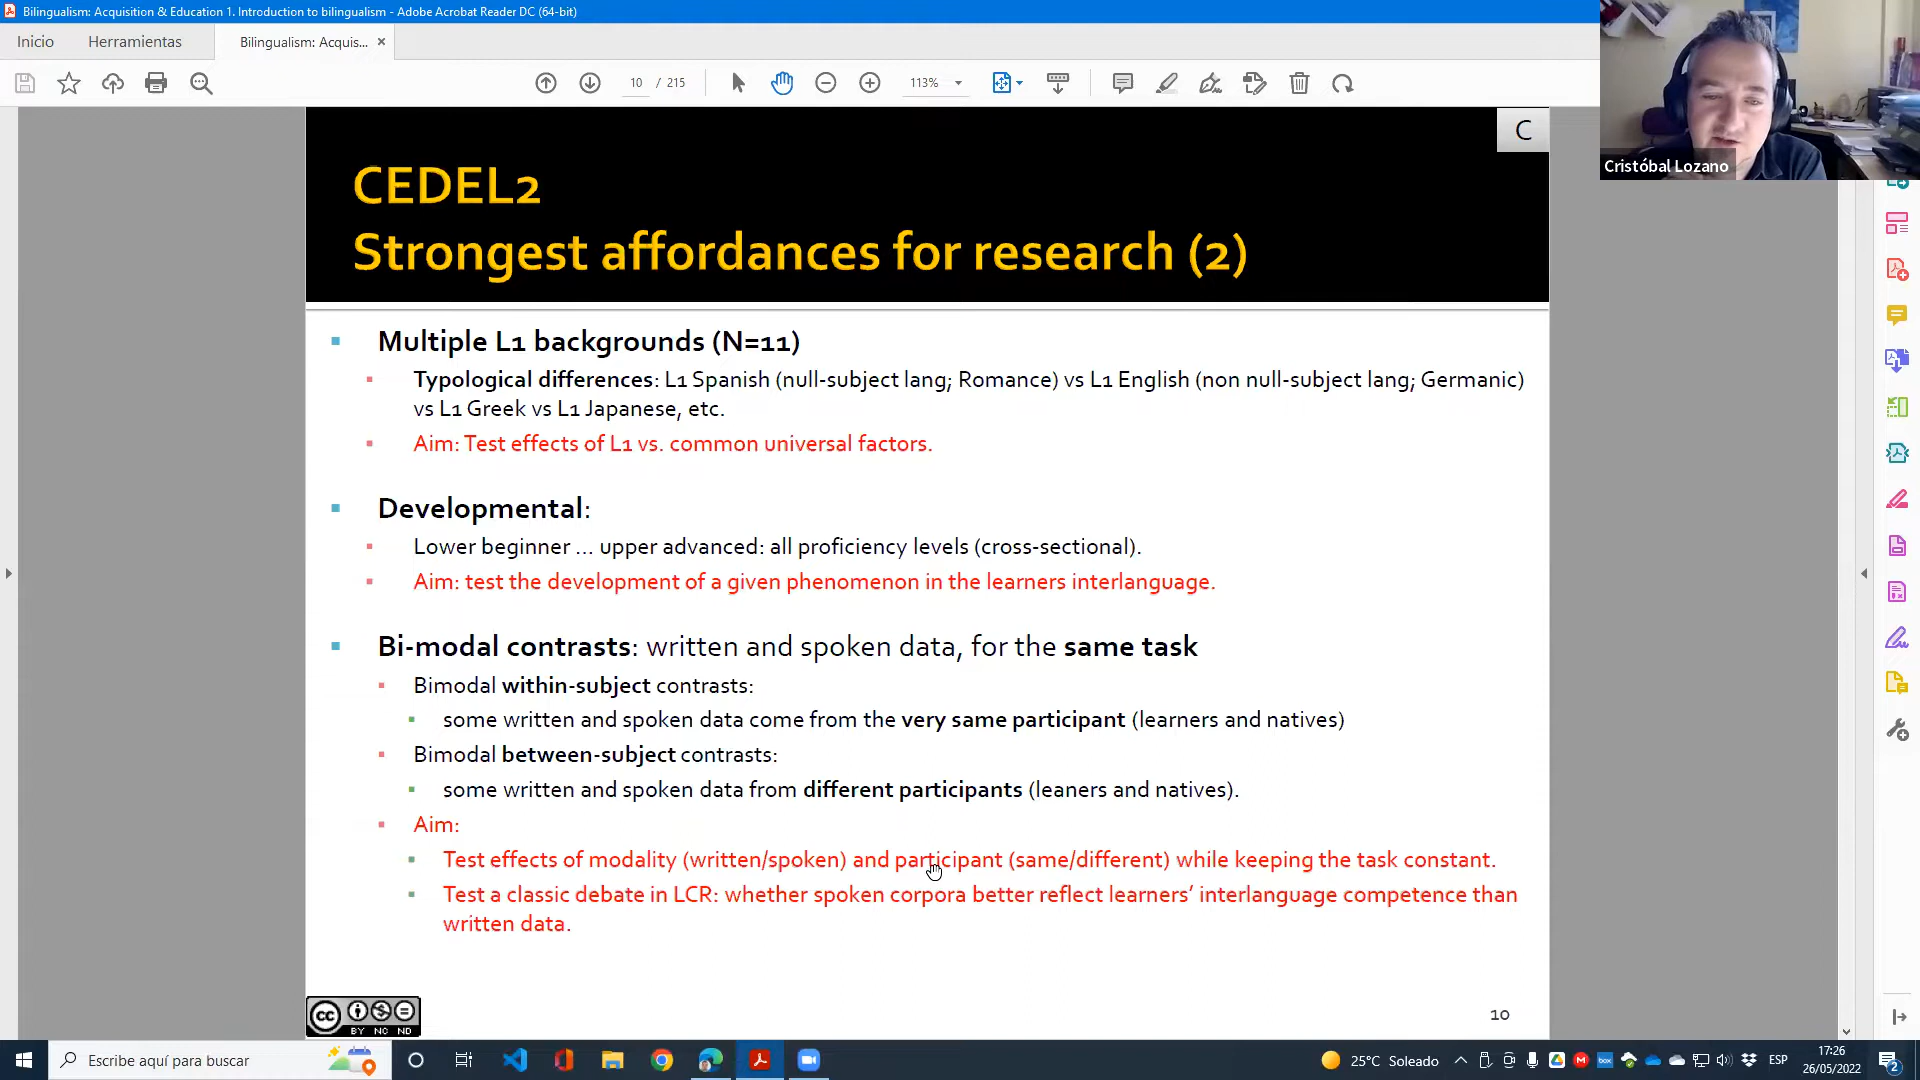 Bilingualism: Acquisition & Education 1. Introduction to bilingualism - Adobe Acrobat Reader DC (64-bit)
Inicio
Herramientas
Bilingualism: Acquis...
10 / 215
113%
Cristóbal Lozano
C
CEDEL2
Strongest affordances for research (2)
Multiple L1 backgrounds (N=11)
Typological differences: L1 Spanish (null-subject lang; Romance) vs L1 English (non null-subject lang; Germanic)
vs L1 Greek vs L1 Japanese, etc.
Aim: Test effects of L1 vs. common universal factors.
Developmental:
Lower beginner ... upper advanced: all proficiency levels (cross-sectional).
Aim: test the development of a given phenomenon in the learners interlanguage.
Bi-modal contrasts: written and spoken data, for the same task
Bimodal within-subject contrasts:
some written and spoken data come from the very same participant (learners and natives)
Bimodal between-subject contrasts:
some written and spoken data from different participants (leaners and natives).
Aim:
Test effects of modality (written/spoken) and participant (same/different) while keeping the task constant.
Test a classic debate in LCR: whether spoken corpora better reflect learners' interlanguage competence than
written data.
cc
BY NC ND
10
Escribe aquí para buscar
25°C Soleado
ESP
17:26
26/05/2022
2